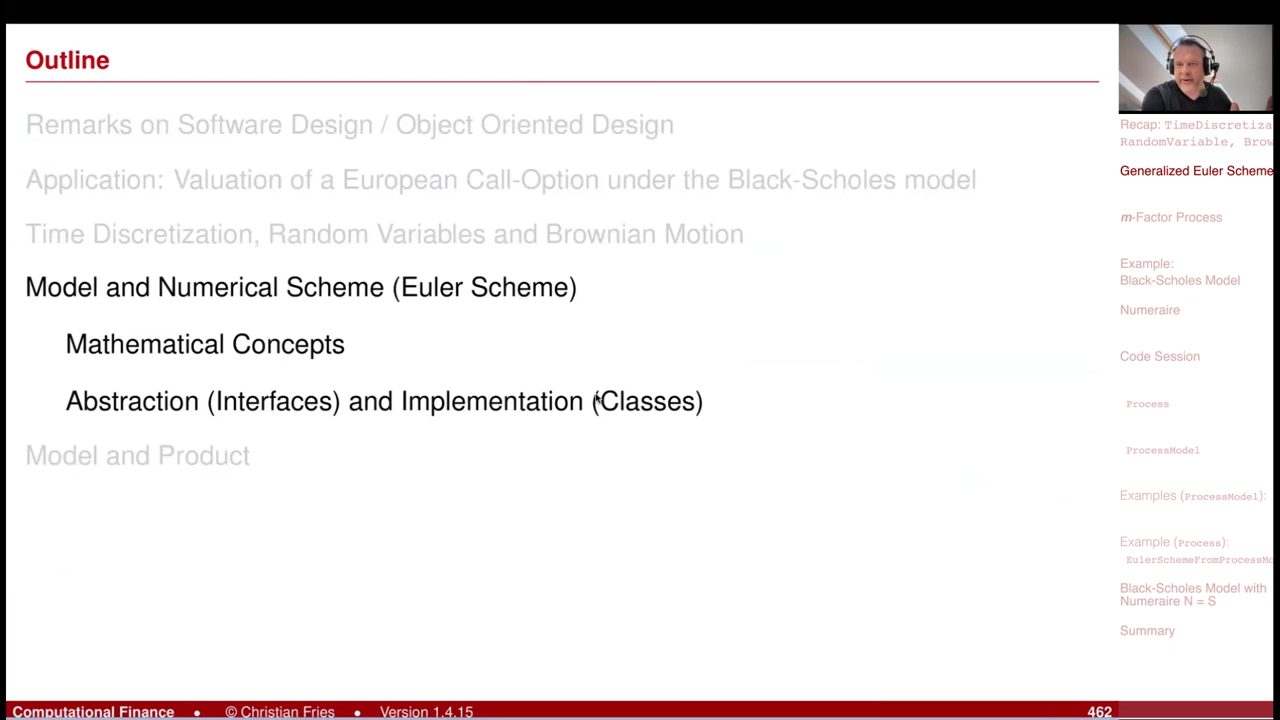 Outline
Remarks on Software Design / Object Oriented Design
Application: Valuation of a European Call-Option under the Black-Scholes model
Time Discretization, Random Variables and Brownian Motion
Model and Numerical Scheme (Euler Scheme)
Mathematical Concepts
Abstraction (Interfaces) and Implementation (Classes)
Model and Product
Recap: TimeDiscretiza
RandomVariable, Brow
Generalized Euler Scheme
m-Factor Process
Example:
Black-Scholes Model
Numeraire
Code Session
Process
ProcessModel
Examples (ProcessModel):
Example (Process):
EulerSchemeFromProcessMo
Black-Scholes Model with
Numeraire N = S
Summary
Computational Finance • © Christian Fries • Version 1.4.15 462